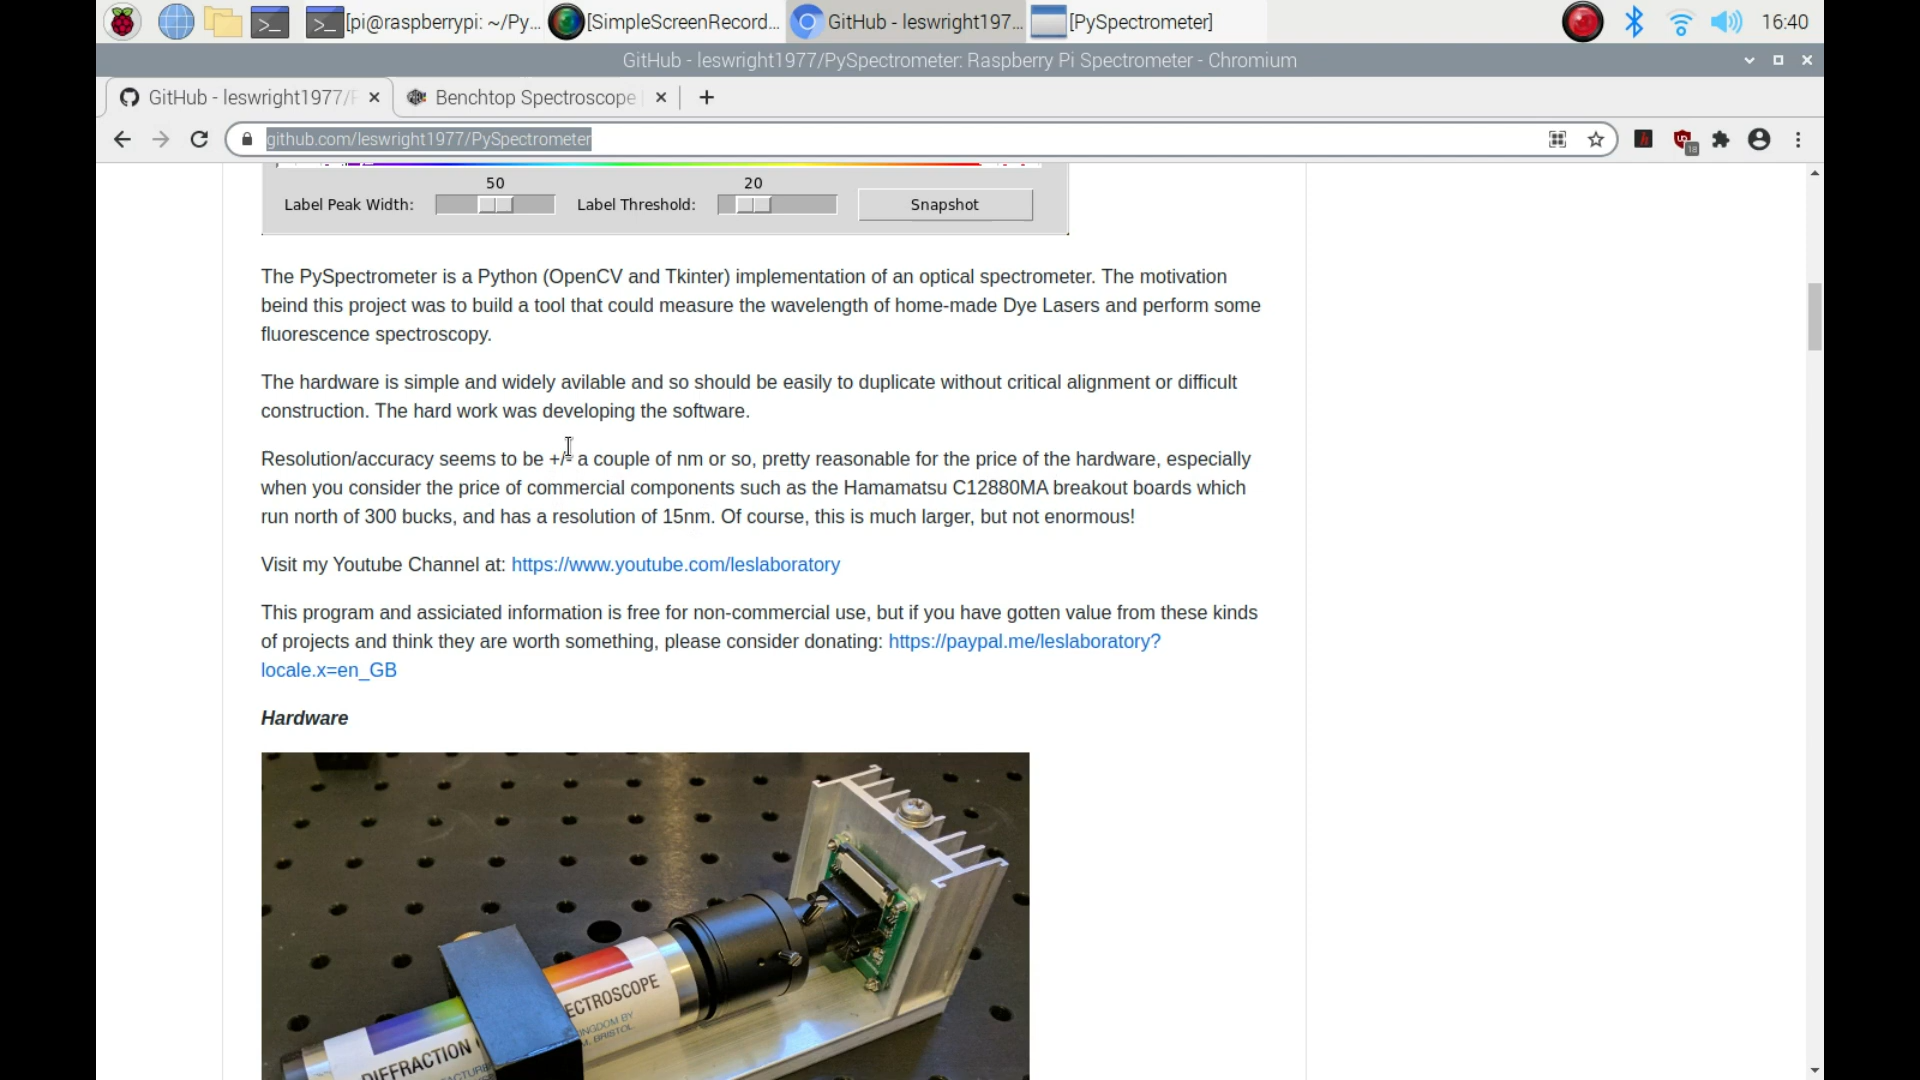 [pi@raspberrypi: ~/Py...
[SimpleScreenRecord...
GitHub - leswright197...
[PySpectrometer]
16:40
GitHub - leswright1977/PySpectrometer: Raspberry Pi Spectrometer - Chromium
GitHub - leswright1977/
Benchtop Spectroscope
github.com/leswright1977/PySpectrometer
18
50
20
Label Peak Width:
Label Threshold:
Snapshot
The PySpectrometer is a Python (OpenCV and Tkinter) implementation of an optical spectrometer. The motivation
beind this project was to build a tool that could measure the wavelength of home-made Dye Lasers and perform some
fluorescence spectroscopy.
The hardware is simple and widely avilable and so should be easily to duplicate without critical alignment or difficult
construction. The hard work was developing the software.
Resolution/accuracy seems to be +/- a couple of nm or so, pretty reasonable for the price of the hardware, especially
when you consider the price of commercial components such as the Hamamatsu C12880MA breakout boards which
run north of 300 bucks, and has a resolution of 15nm. Of course, this is much larger, but not enormous!
Visit my Youtube Channel at: https://www.youtube.com/leslaboratory
This program and assiciated information is free for non-commercial use, but if you have gotten value from these kinds
of projects and think they are worth something, please consider donating: https://paypal.me/leslaboratory?
locale.x=en_GB
Hardware
ECTROSCOPE
INGDOM BY
M, BRISTOL
DIFFRACTION